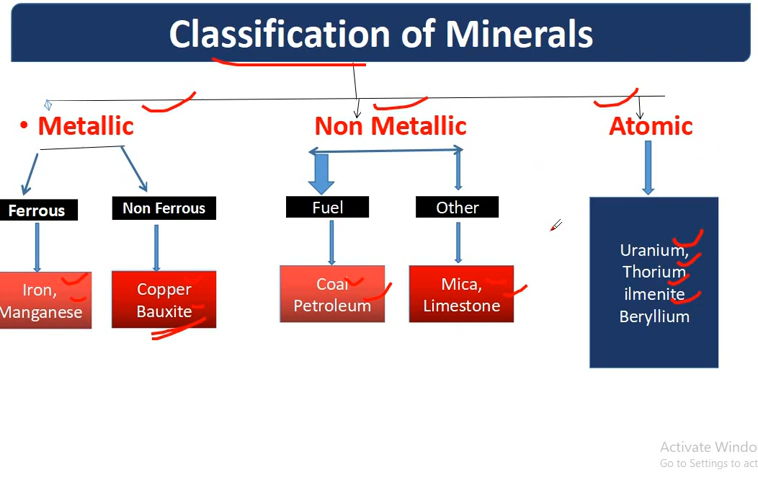 Classification of Minerals
• Metallic
Non Metallic
Atomic
Ferrous
Non Ferrous
Fuel
Other
Iron,
Manganese
Copper
Bauxite
Coal
Petroleum
Mica,
Limestone
Uranium,
Thorium
ilmenite
Beryllium
Activate Windo
Go to Settings to act